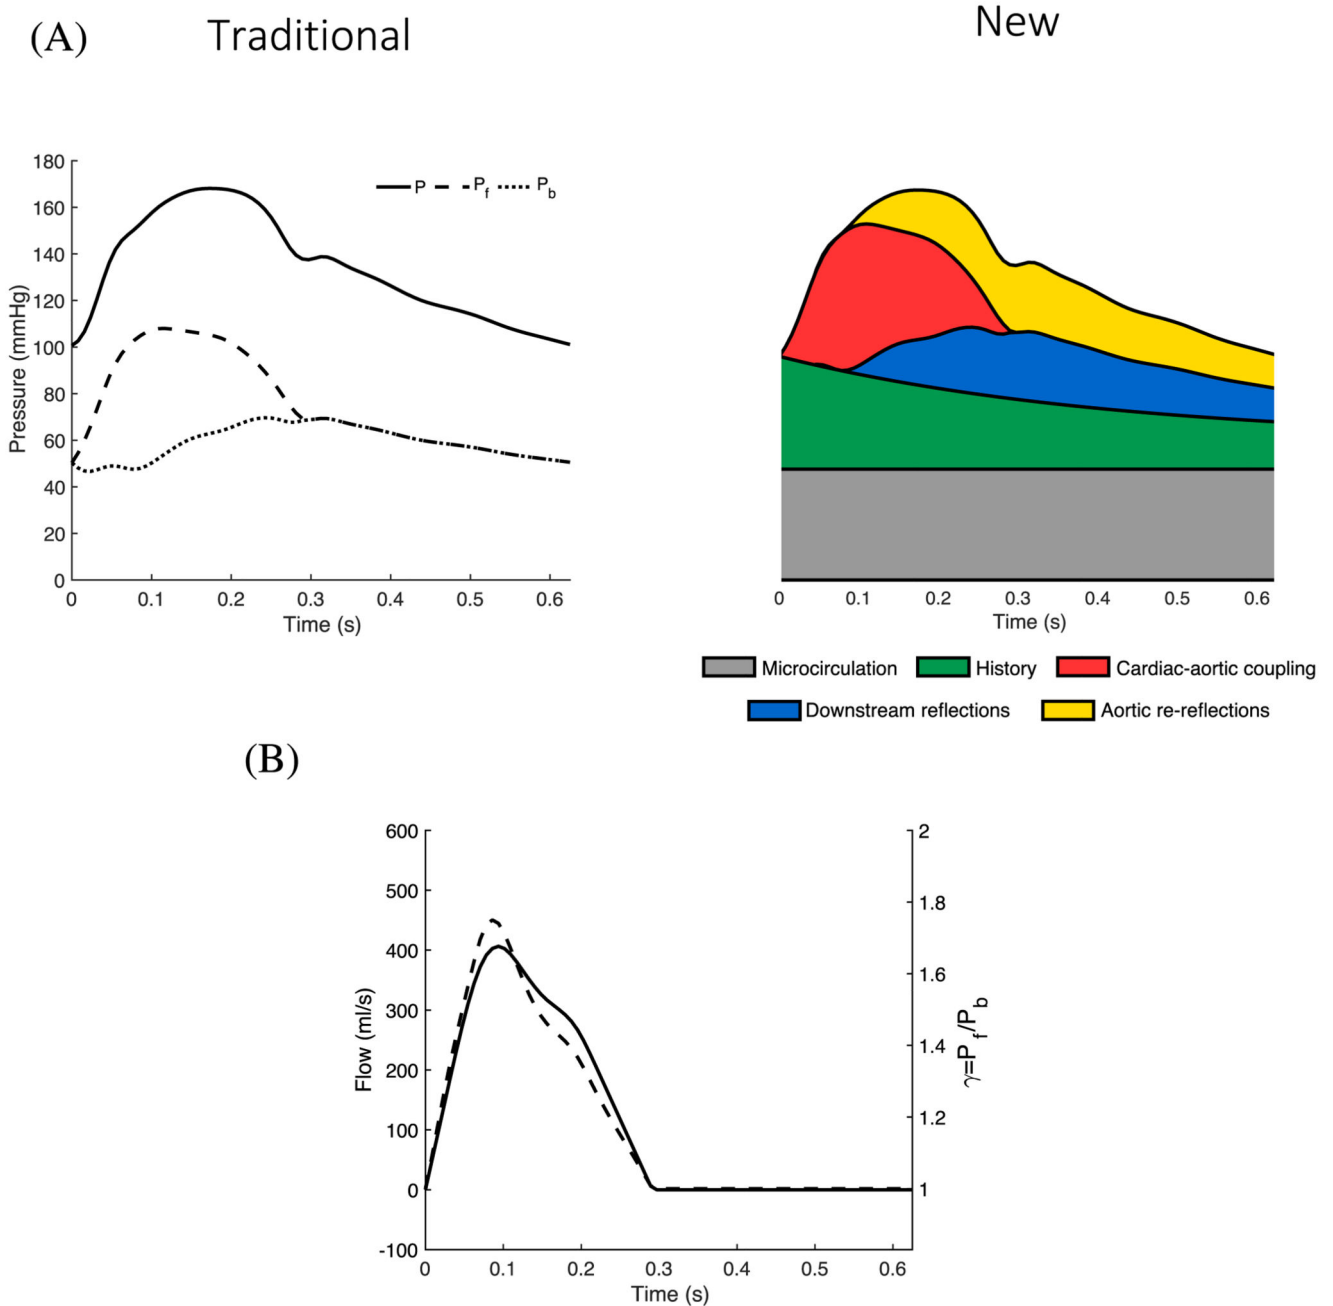 (A)
Traditional
New
P
P_f
P_b
180
160
140
120
100
80
60
40
20
0
Pressure (mmHg)
0 0.1 0.2 0.3 0.4 0.5 0.6
Time (s)
0 0.1 0.2 0.3 0.4 0.5 0.6
Time (s)
Microcirculation
History
Cardiac-aortic coupling
Downstream reflections
Aortic re-reflections
(B)
600
500
400
300
200
100
0
-100
Flow (ml/s)
2
1.8
1.6
1.4
1.2
1
γ=P_f/P_b
0 0.1 0.2 0.3 0.4 0.5 0.6
Time (s)